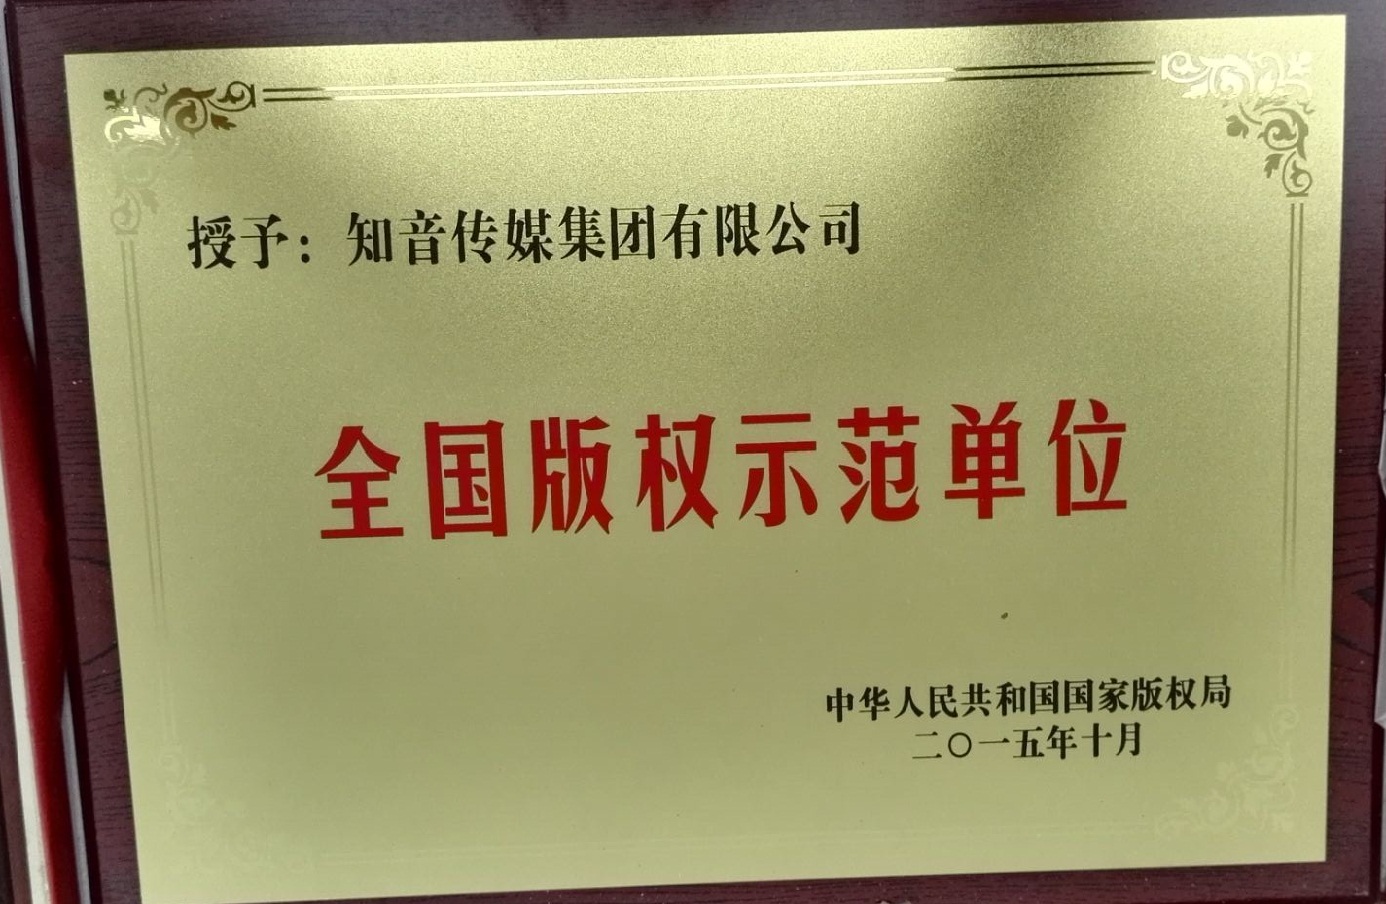 授予：知音传媒集团有限公司
全国版权示范单位
中华人民共和国国家版权局
二〇一五年十月